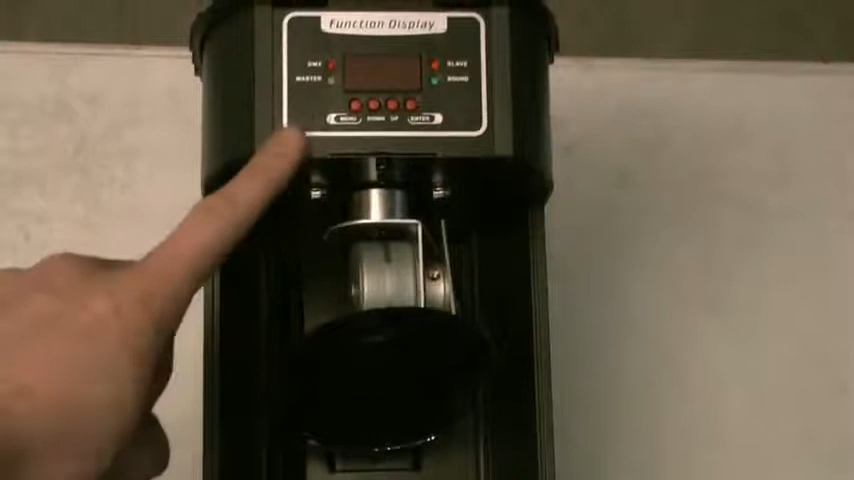 Function Display
DMX SLAVE
MASTER SOUND
MENU DOWN UP ENTER